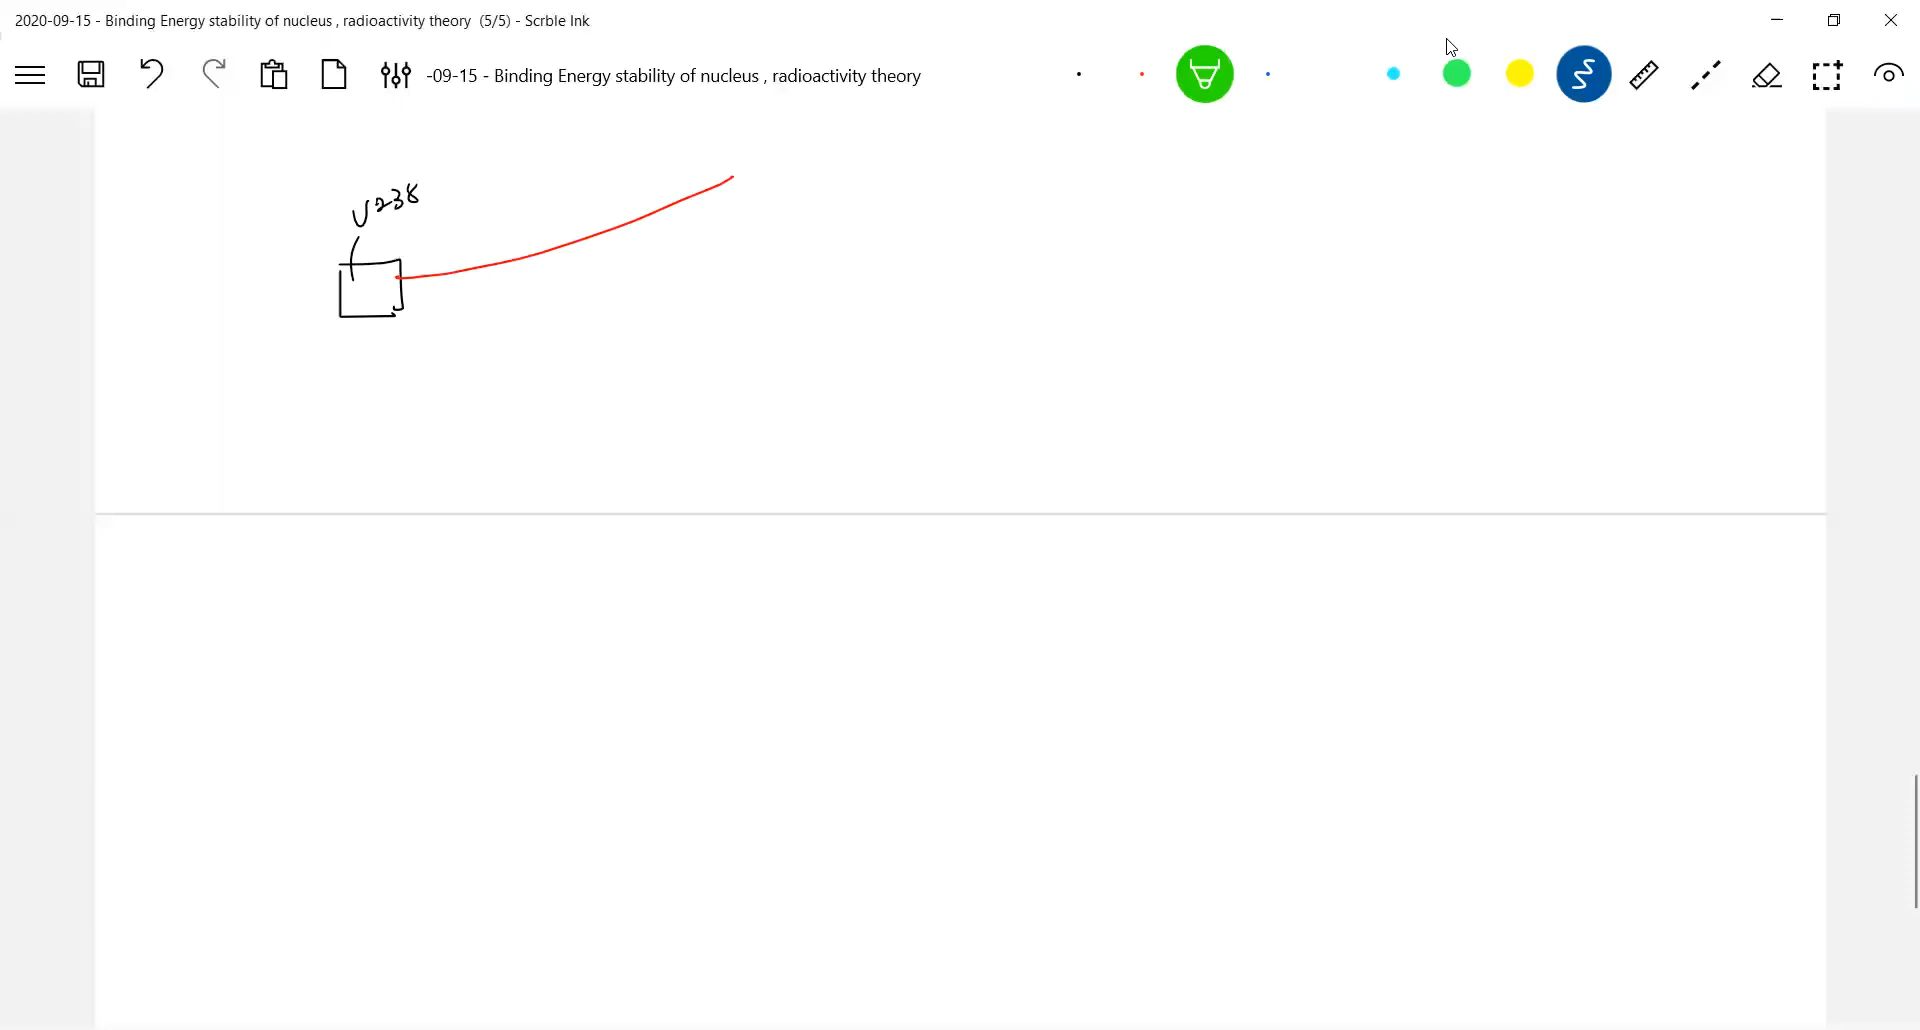 2020-09-15 - Binding Energy stability of nucleus , radioactivity theory (5/5) - Scrble Ink
-09-15 - Binding Energy stability of nucleus , radioactivity theory
U 238